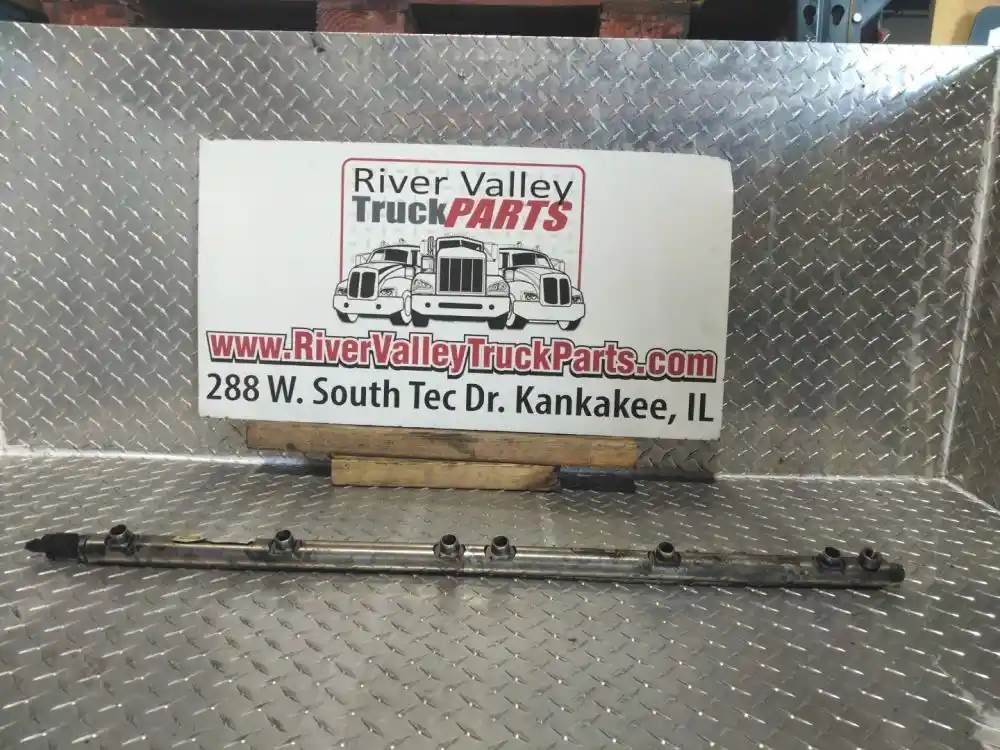 River Valley
TruckPARTS
www.RiverValleyTruckParts.com
288 W. South Tec Dr. Kankakee, IL